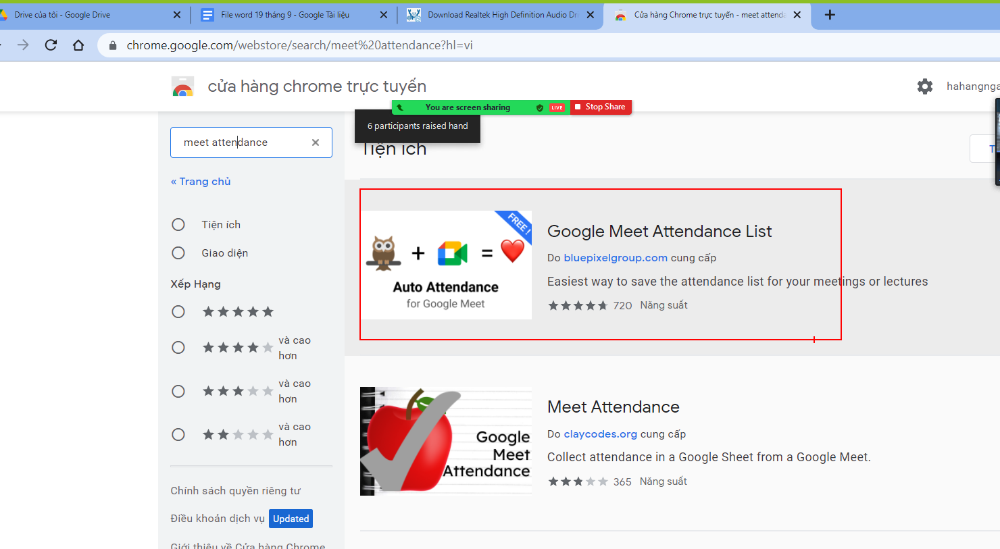 Drive của tôi - Google Drive
File word 19 tháng 9 - Google Tài liệu
Download Realtek High Definition Audio Dri
Cửa hàng Chrome trực tuyến - meet attenda
chrome.google.com/webstore/search/meet%20attendance?hl=vi
cửa hàng chrome trực tuyến
hahangnga
You are screen sharing
LIVE
Stop Share
6 participants raised hand
meet attendance
Tiện ích
T
« Trang chủ
Tiện ích
Giao diện
Xếp Hạng
và cao
hơn
và cao
hơn
và cao
hơn
Chính sách quyền riêng tư
Điều khoản dịch vụ Updated
Giới thiệu về Cửa hàng Chrome
FREE !
+ =
Auto Attendance
for Google Meet
Google Meet Attendance List
Do bluepixelgroup.com cung cấp
Easiest way to save the attendance list for your meetings or lectures
720 Năng suất
Google
Meet
Attendance
Meet Attendance
Do claycodes.org cung cấp
Collect attendance in a Google Sheet from a Google Meet.
365 Năng suất